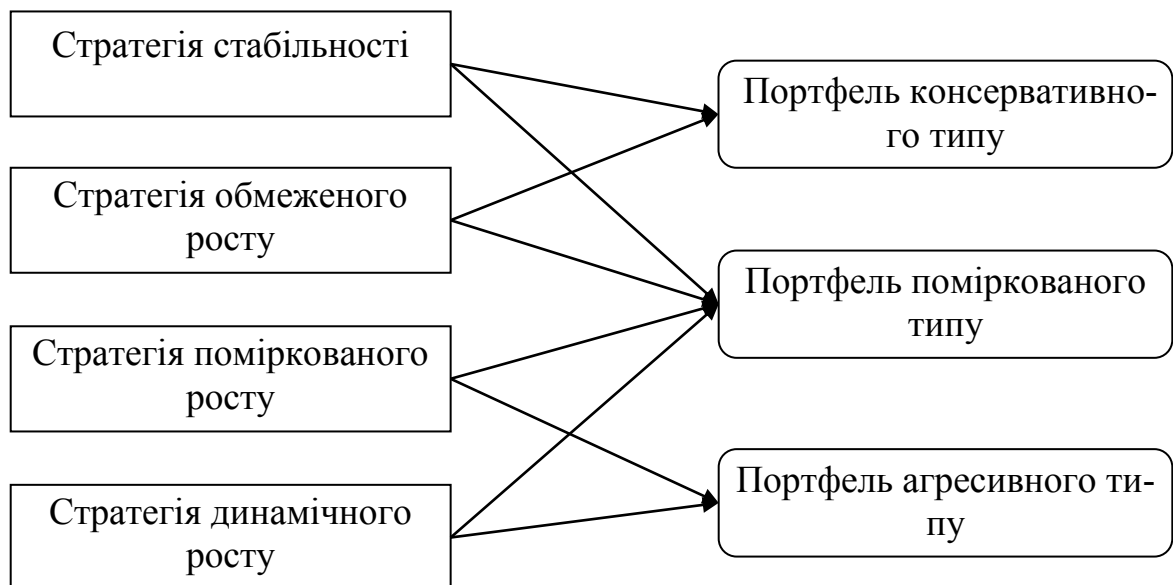 Стратегія стабільності
Стратегія обмеженого
росту
Стратегія поміркованого
росту
Стратегія динамічного
росту
Портфель консервативно-
го типу
Портфель поміркованого
типу
Портфель агресивного ти-
пу